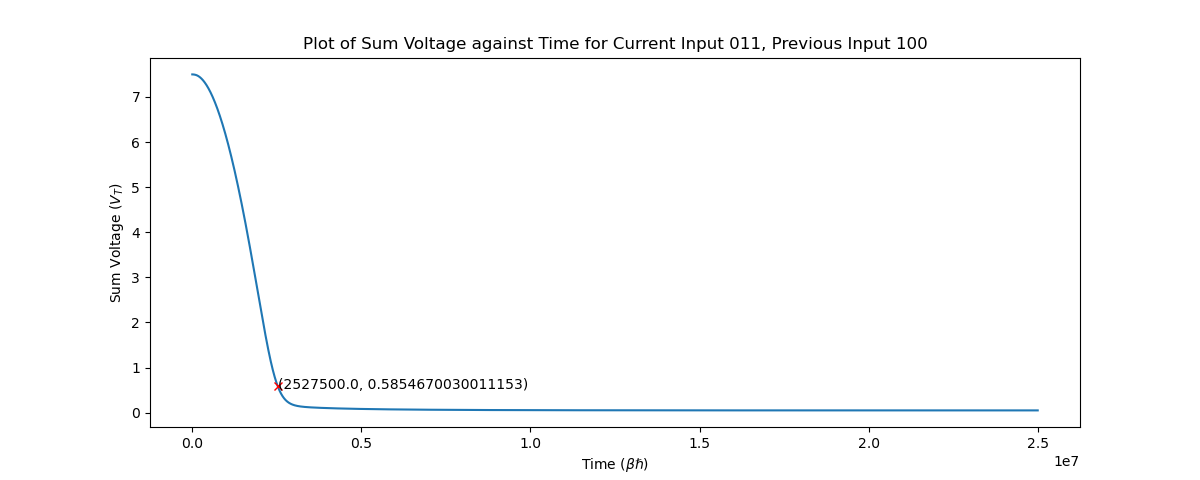 Plot of Sum Voltage against Time for Current Input 011, Previous Input 100
Sum Voltage (V_T)
7
6
5
4
3
2
1
0
(2527500.0, 0.5854670030011153)
0.0 0.5 1.0 1.5 2.0 2.5
1e7
Time (βℏ)